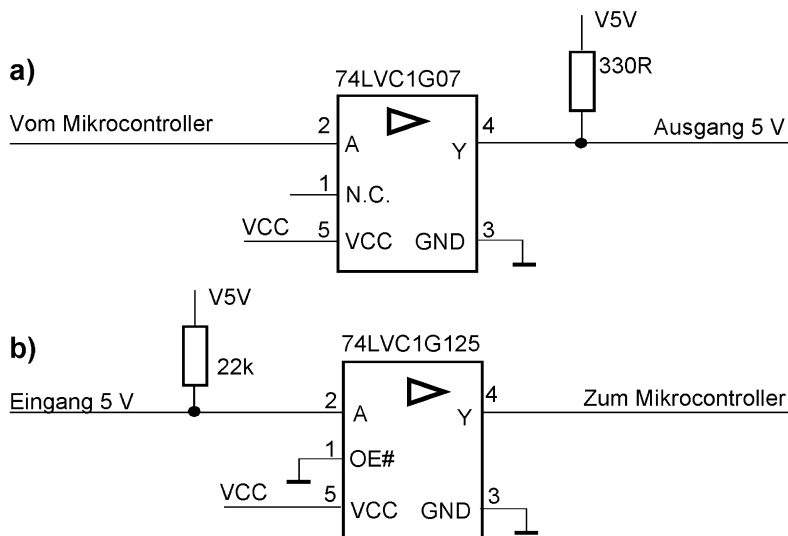 V5V
a)
330R
74LVC1G07
Vom Mikrocontroller
2
4
Ausgang 5 V
A
Y
1
N.C.
VCC
5
VCC
GND
3
V5V
b)
22k
74LVC1G125
Eingang 5 V
2
4
Zum Mikrocontroller
A
Y
1
OE#
VCC
5
VCC
GND
3